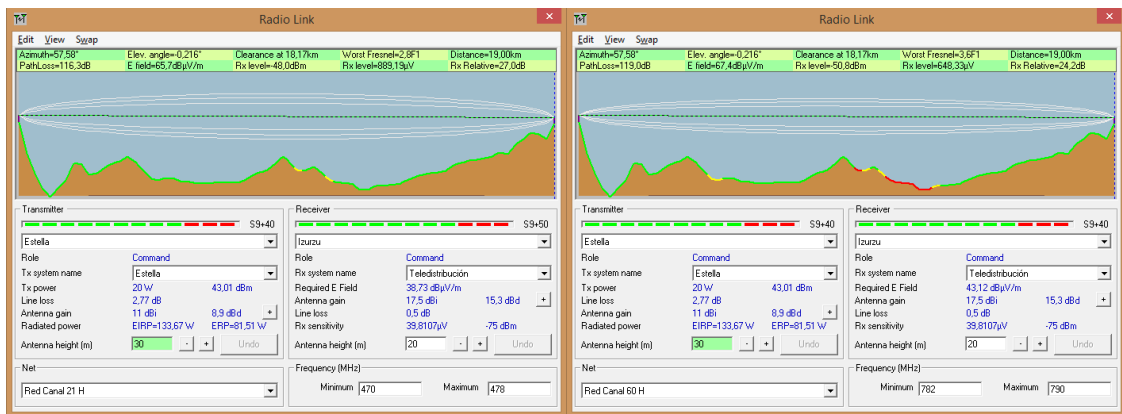 Radio Link
Edit View Swap
Azimuth=57,58° Elev. angle=-0,216° Clearance at 18,17km Worst Fresnel=2,8F1 Distance=19,00km
PathLoss=116,3dB E field=65,7dBµV/m Rx level=-48,0dBm Rx level=889,19µV Rx Relative=27,0dB
Transmitter
S9+40
Estella
Role Command
Tx system name Estella
Tx power 20 W 43,01 dBm
Line loss 2,77 dB
Antenna gain 11 dBi 8,9 dBd +
Radiated power EIRP=133,67 W ERP=81,51 W
Antenna height (m) 30 - + Undo
Receiver
S9+50
Izurzu
Role Command
Rx system name Teledistribución
Required E Field 38,73 dBµV/m
Antenna gain 17,5 dBi 15,3 dBd +
Line loss 0,5 dB
Rx sensitivity 39,8107µV -75 dBm
Antenna height (m) 20 - + Undo
Net
Red Canal 21 H
Frequency (MHz)
Minimum 470 Maximum 478
Radio Link
Edit View Swap
Azimuth=57,58° Elev. angle=-0,216° Clearance at 18,17km Worst Fresnel=3,6F1 Distance=19,00km
PathLoss=119,0dB E field=67,4dBµV/m Rx level=-50,8dBm Rx level=648,33µV Rx Relative=24,2dB
Transmitter
S9+40
Estella
Role Command
Tx system name Estella
Tx power 20 W 43,01 dBm
Line loss 2,77 dB
Antenna gain 11 dBi 8,9 dBd +
Radiated power EIRP=133,67 W ERP=81,51 W
Antenna height (m) 30 - + Undo
Receiver
S9+40
Izurzu
Role Command
Rx system name Teledistribución
Required E Field 43,12 dBµV/m
Antenna gain 17,5 dBi 15,3 dBd +
Line loss 0,5 dB
Rx sensitivity 39,8107µV -75 dBm
Antenna height (m) 20 - + Undo
Net
Red Canal 60 H
Frequency (MHz)
Minimum 782 Maximum 790